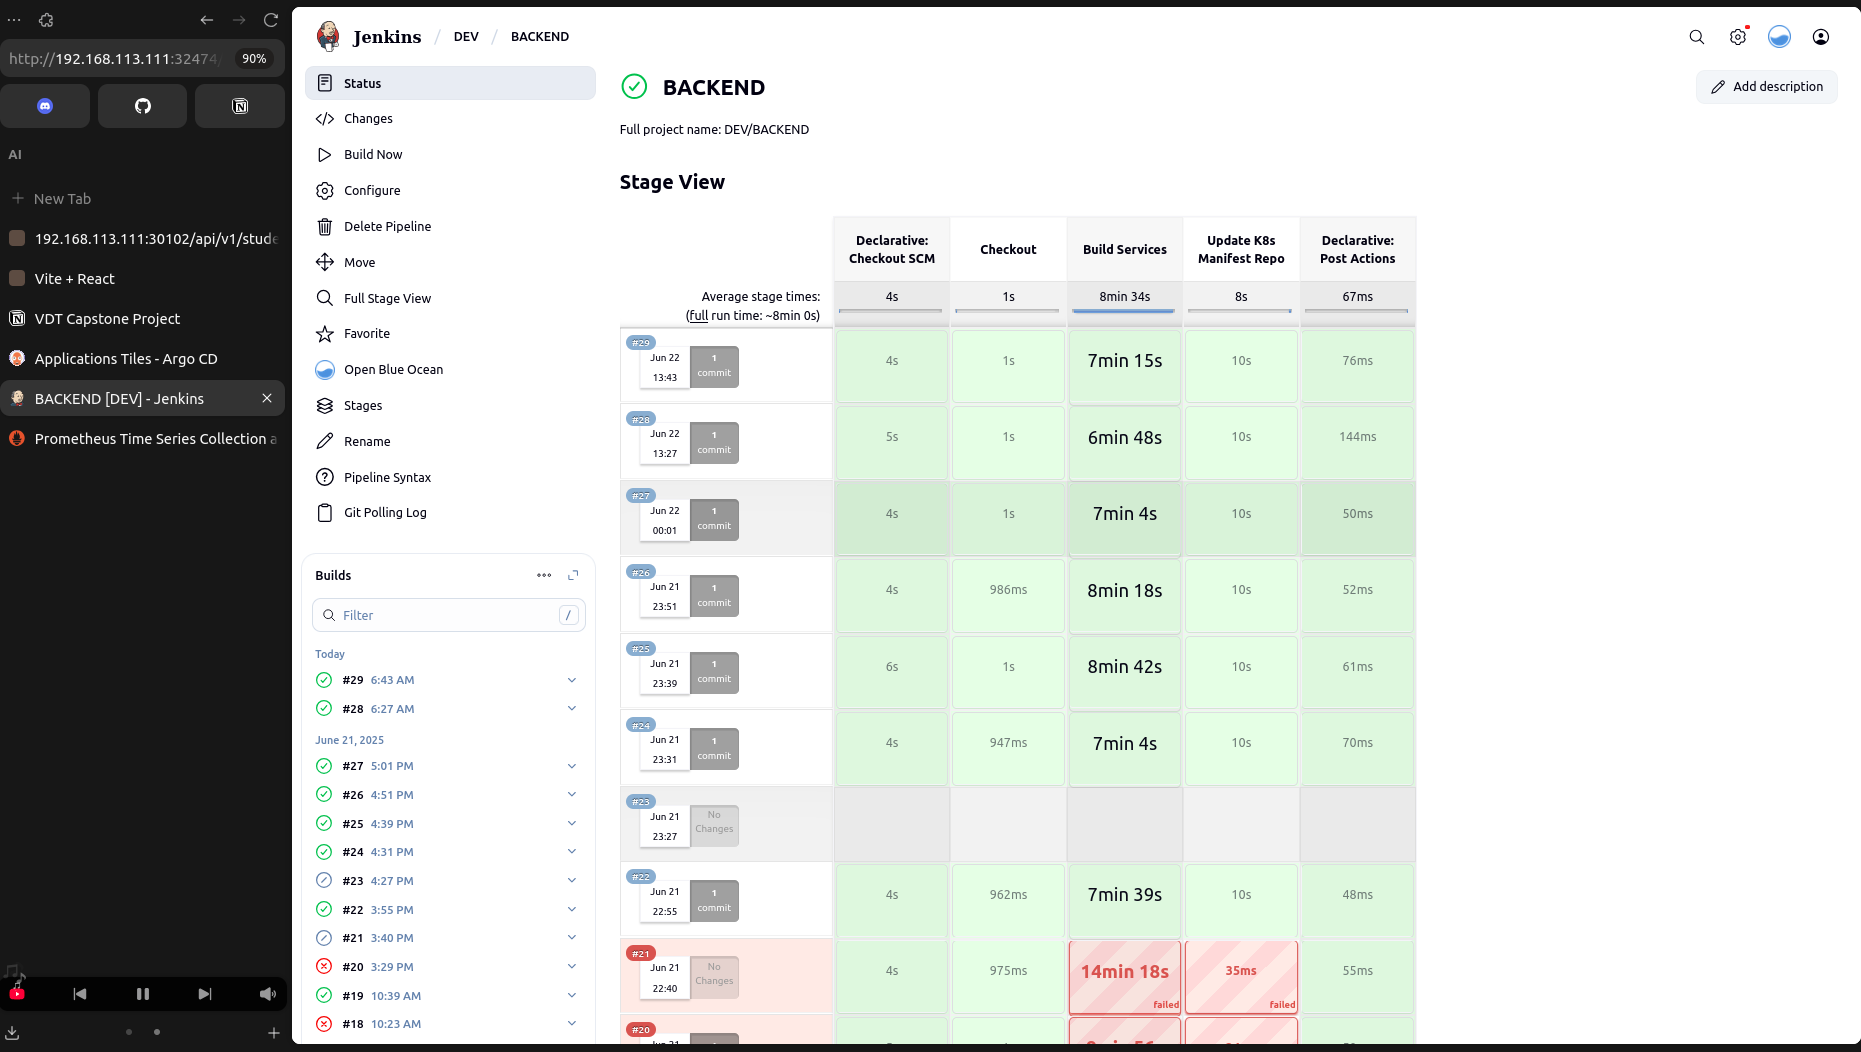 http://192.168.113.111:32474/
90%
AI
New Tab
192.168.113.111:30102/api/v1/stude
Vite + React
VDT Capstone Project
Applications Tiles - Argo CD
BACKEND [DEV] - Jenkins
Prometheus Time Series Collection a
Jenkins / DEV / BACKEND
Status
Changes
Build Now
Configure
Delete Pipeline
Move
Full Stage View
Favorite
Open Blue Ocean
Stages
Rename
Pipeline Syntax
Git Polling Log
Builds
Filter /
Today
#29 6:43 AM
#28 6:27 AM
June 21, 2025
#27 5:01 PM
#26 4:51 PM
#25 4:39 PM
#24 4:31 PM
#23 4:27 PM
#22 3:55 PM
#21 3:40 PM
#20 3:29 PM
#19 10:39 AM
#18 10:23 AM
BACKEND
Add description
Full project name: DEV/BACKEND
Stage View
Declarative: Checkout SCM
Checkout
Build Services
Update K8s Manifest Repo
Declarative: Post Actions
Average stage times:
(full run time: ~8min 0s)
4s 1s 8min 34s 8s 67ms
#29
Jun 22 13:43
1 commit
4s 1s 7min 15s 10s 76ms
#28
Jun 22 13:27
1 commit
5s 1s 6min 48s 10s 144ms
#27
Jun 22 00:01
1 commit
4s 1s 7min 4s 10s 50ms
#26
Jun 21 23:51
1 commit
4s 986ms 8min 18s 10s 52ms
#25
Jun 21 23:39
1 commit
6s 1s 8min 42s 10s 61ms
#24
Jun 21 23:31
1 commit
4s 947ms 7min 4s 10s 70ms
#23
Jun 21 23:27
No Changes
#22
Jun 21 22:55
1 commit
4s 962ms 7min 39s 10s 48ms
#21
Jun 21 22:40
No Changes
4s 975ms 14min 18s failed 35ms failed 55ms
#20